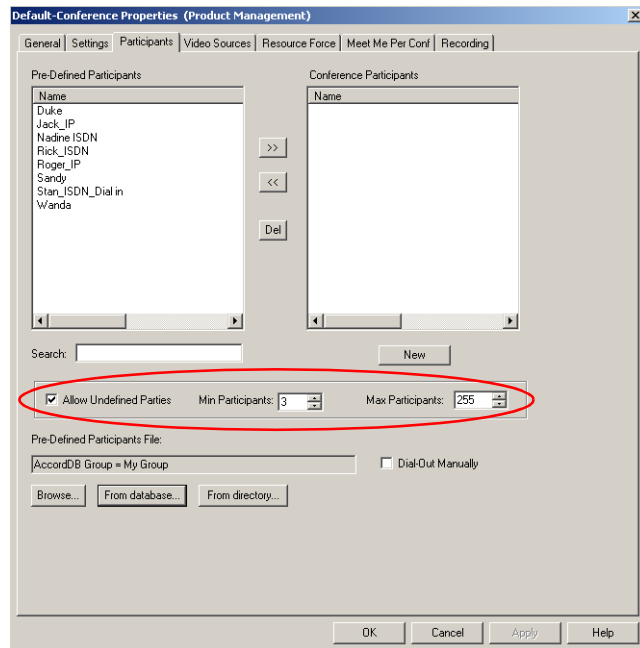 Default-Conference Properties (Product Management)
General Settings Participants Video Sources Resource Force Meet Me Per Conf Recording
Pre-Defined Participants
Conference Participants
Name
Name
Duke
Jack_IP
Nadine ISDN
Rick_ISDN
Roger_IP
Sandy
Stan_ISDN_Dial in
Wanda
>>
<<
Del
Search:
New
Allow Undefined Parties Min Participants: 3 Max Participants: 255
Pre-Defined Participants File:
AccordDB Group = My Group
Dial-Out Manually
Browse... From database... From directory...
OK Cancel Apply Help